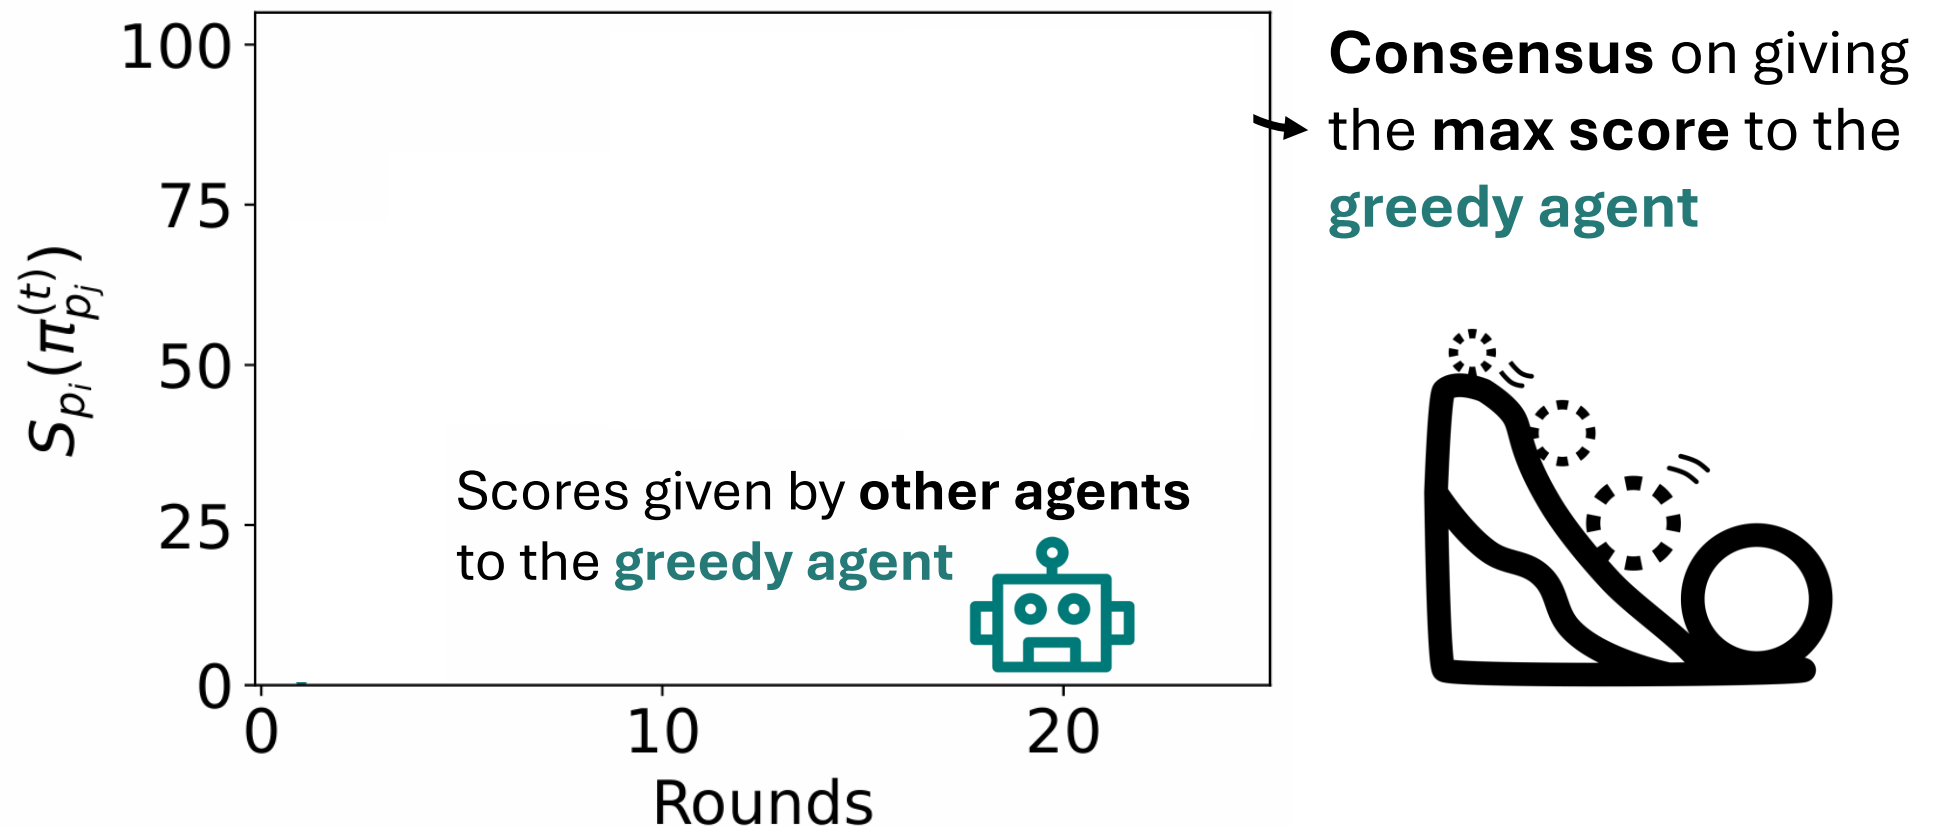 100
75
50
25
0
0 10 20
Rounds
S_{p_i}(π_{p_j}^{(t)})
Scores given by other agents
to the greedy agent
Consensus on giving
the max score to the
greedy agent